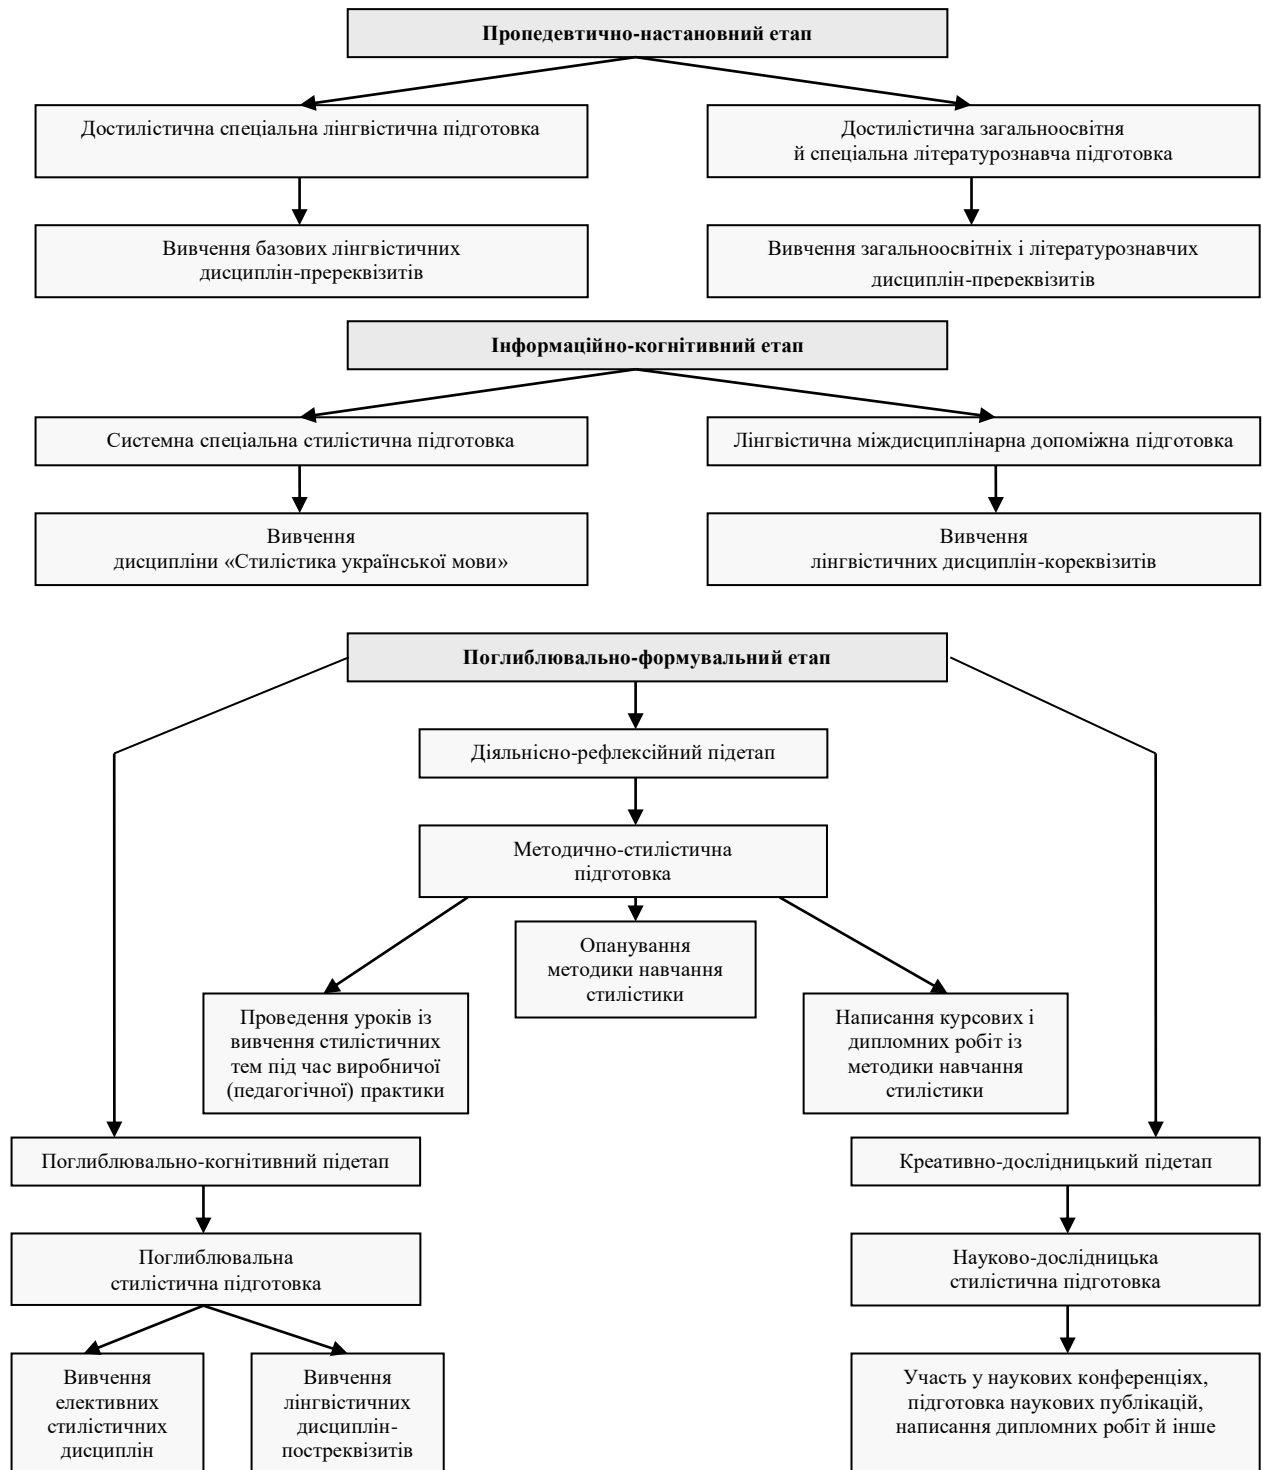 Пропедевтично-настановний етап
Достилістична спеціальна лінгвістична підготовка
Достилістична загальноосвітня
й спеціальна літературознавча підготовка
Вивчення базових лінгвістичних
дисциплін-пререквізитів
Вивчення загальноосвітніх і літературознавчих
дисциплін-пререквізитів
Інформаційно-когнітивний етап
Системна спеціальна стилістична підготовка
Лінгвістична міждисциплінарна допоміжна підготовка
Вивчення
дисципліни «Стилістика української мови»
Вивчення
лінгвістичних дисциплін-кореквізитів
Поглиблювально-формувальний етап
Діяльнісно-рефлексійний підетап
Методично-стилістична
підготовка
Опанування
методики навчання
стилістики
Проведення уроків із
вивчення стилістичних
тем під час виробничої
(педагогічної) практики
Написання курсових і
дипломних робіт із
методики навчання
стилістики
Поглиблювально-когнітивний підетап
Креативно-дослідницький підетап
Поглиблювальна
стилістична підготовка
Науково-дослідницька
стилістична підготовка
Вивчення
елективних
стилістичних
дисциплін
Вивчення
лінгвістичних
дисциплін-
постреквізитів
Участь у наукових конференціях,
підготовка наукових публікацій,
написання дипломних робіт й інше